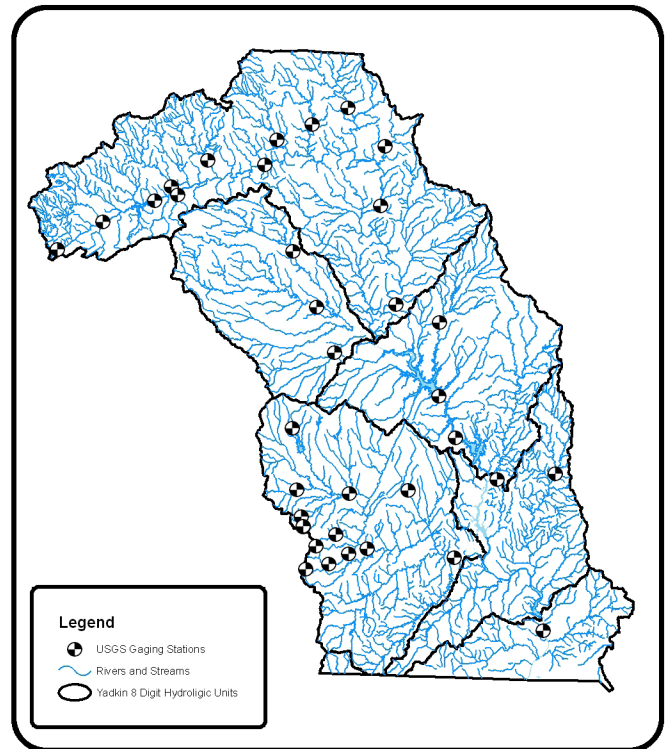 Legend
USGS Gaging Stations
Rivers and Streams
Yadkin 8 Digit Hydroligic Units